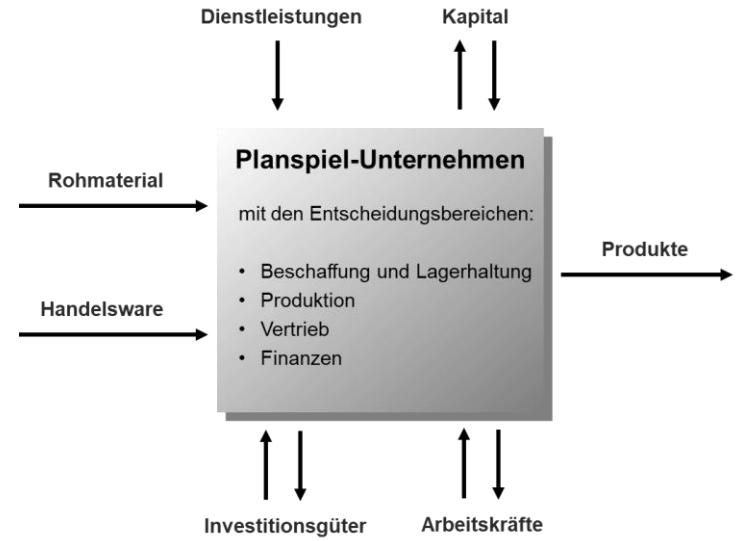 Dienstleistungen
Kapital
Planspiel-Unternehmen
mit den Entscheidungsbereichen:
• Beschaffung und Lagerhaltung
• Produktion
• Vertrieb
• Finanzen
Rohmaterial
Handelsware
Produkte
Investitionsgüter
Arbeitskräfte